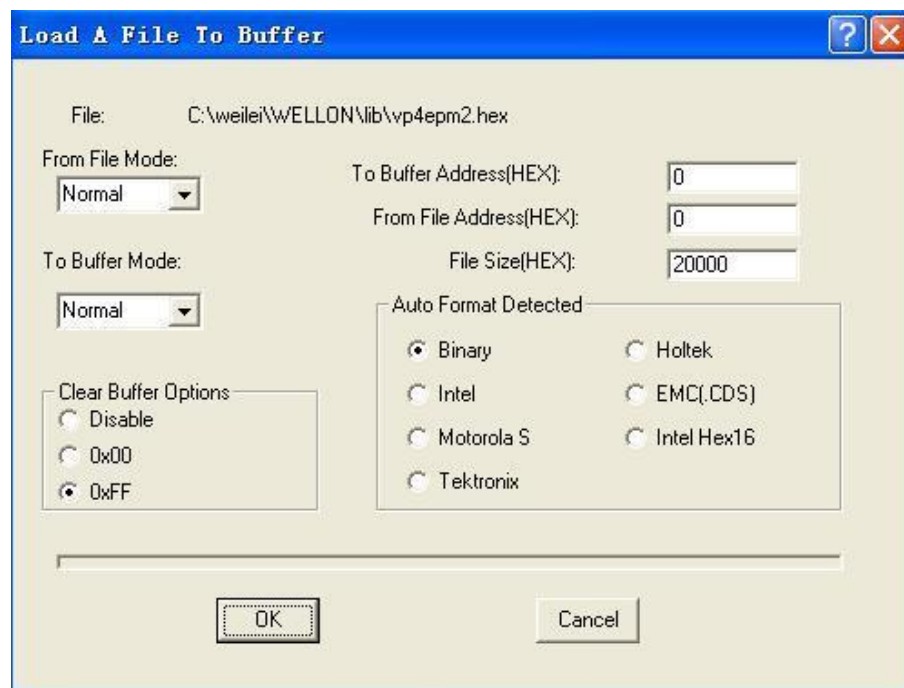 Load A File To Buffer
File: C:\weilei\WELLON\lib\vp4epm2.hex
From File Mode:
Normal
To Buffer Address(HEX): 0
From File Address(HEX): 0
To Buffer Mode:
File Size(HEX): 20000
Normal
Auto Format Detected
Binary
Holtek
Intel
EMC(.CDS)
Motorola S
Intel Hex16
Tektronix
Clear Buffer Options
Disable
0x00
0xFF
OK
Cancel